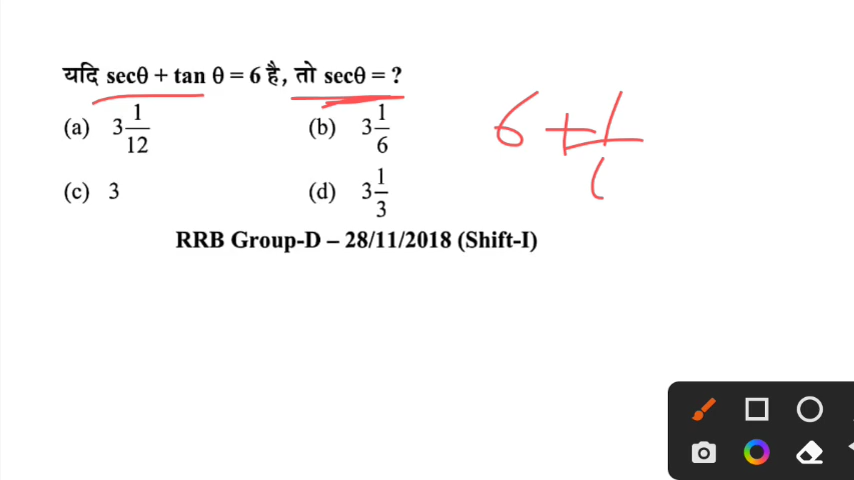 यदि secθ + tan θ = 6 है, तो secθ = ?
(a) 3 1/12 (b) 3 1/6
(c) 3 (d) 3 1/3
RRB Group-D – 28/11/2018 (Shift-I)
6 + 1/